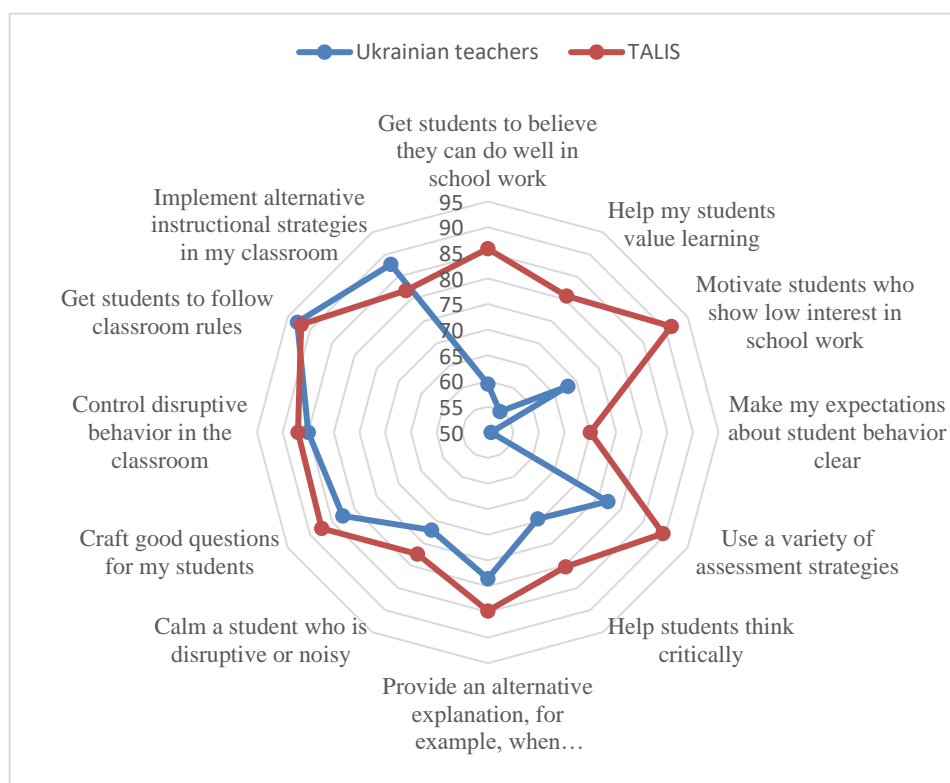 Ukrainian teachers
TALIS
Get students to believe
they can do well in
school work
Help my students
value learning
Motivate students who
show low interest in
school work
Make my expectations
about student behavior
clear
Use a variety of
assessment strategies
Help students think
critically
Provide an alternative
explanation, for
example, when…
Calm a student who is
disruptive or noisy
Craft good questions
for my students
Control disruptive
behavior in the
classroom
Get students to follow
classroom rules
Implement alternative
instructional strategies
in my classroom
95
90
85
80
75
70
65
60
55
50